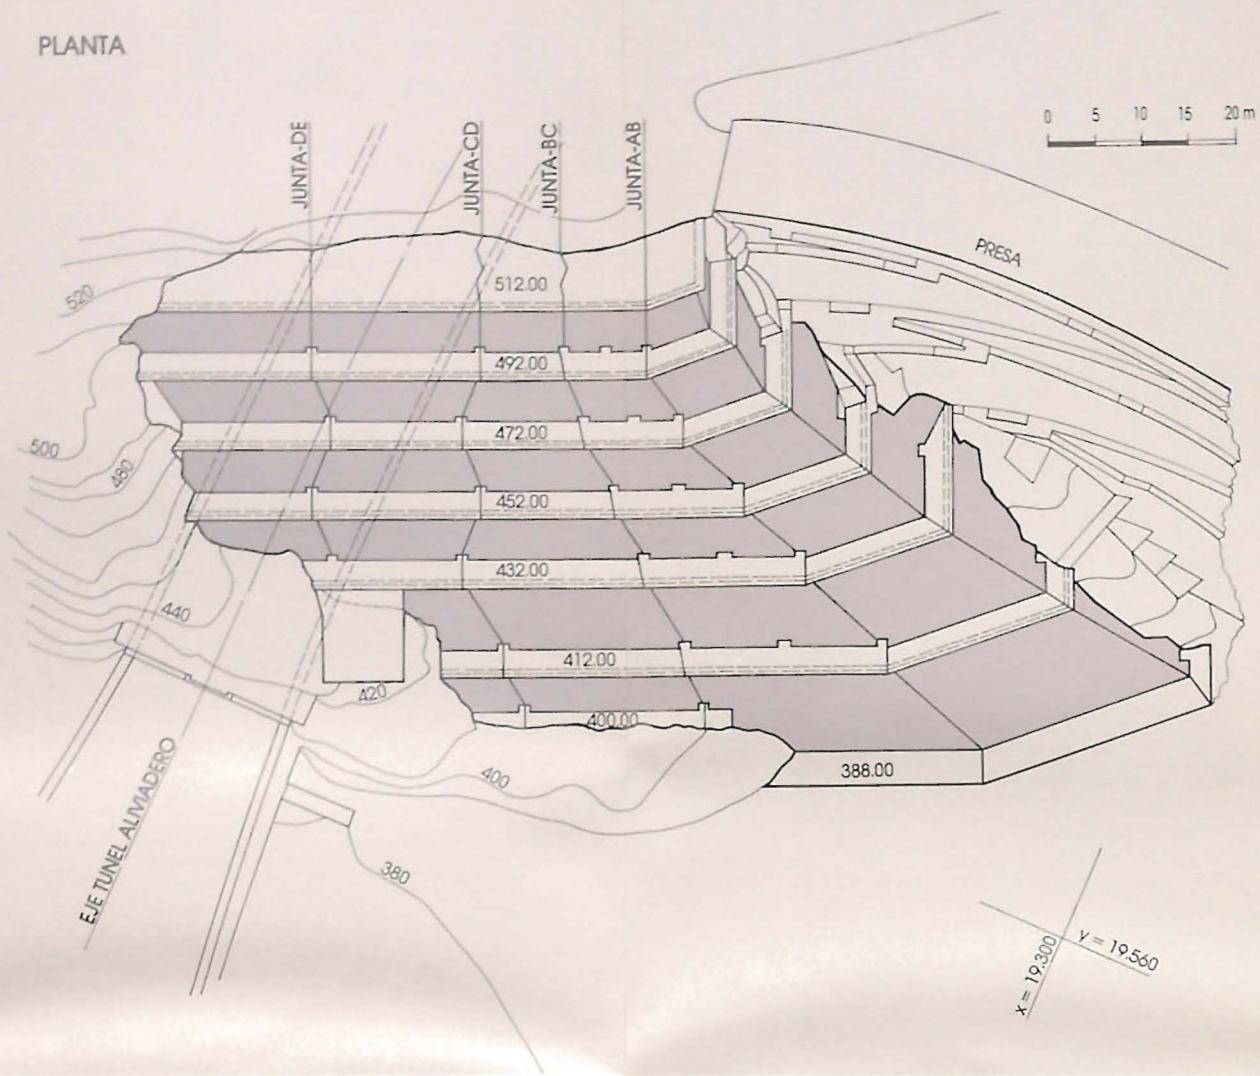 PLANTA
0 5 10 15 20 m
JUNTA-DE
JUNTA-CD
JUNTA-BC
JUNTA-AB
PRESA
520
512.00
492.00
500
480
472.00
452.00
432.00
440
412.00
420
400.00
388.00
400
EJE TUNEL ALIVIADERO
380
x = 19.300
y = 19.560